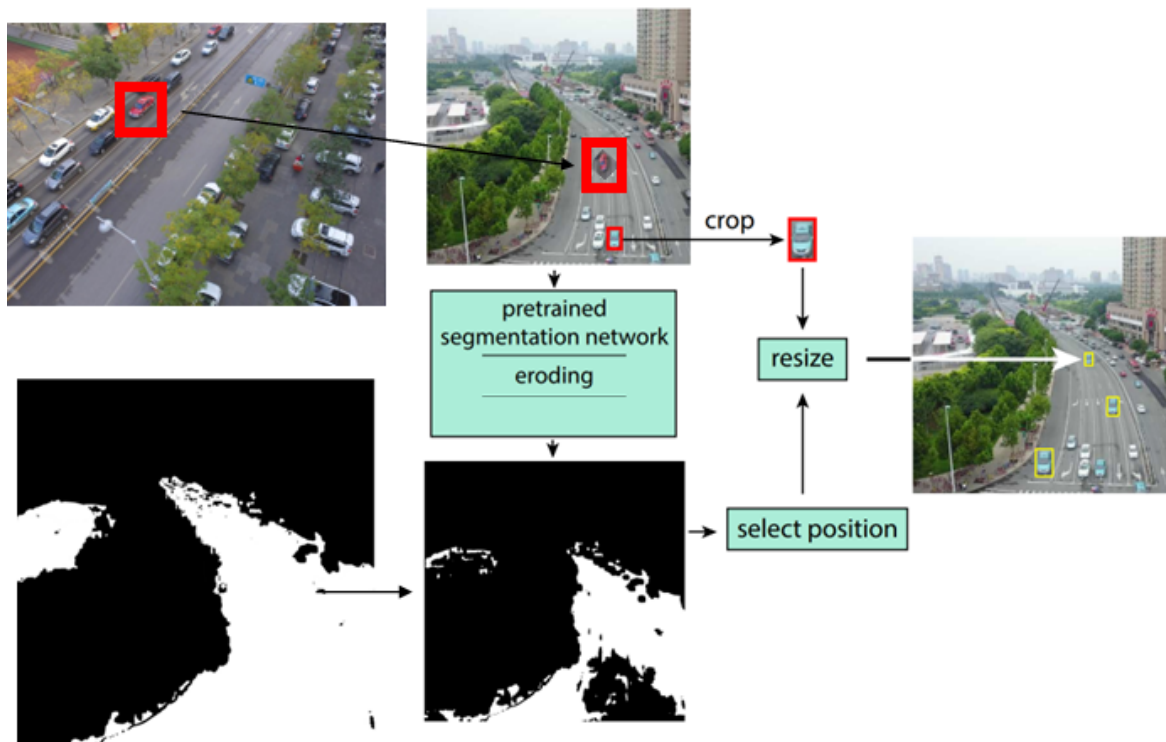 crop
pretrained
segmentation network
eroding
resize
select position